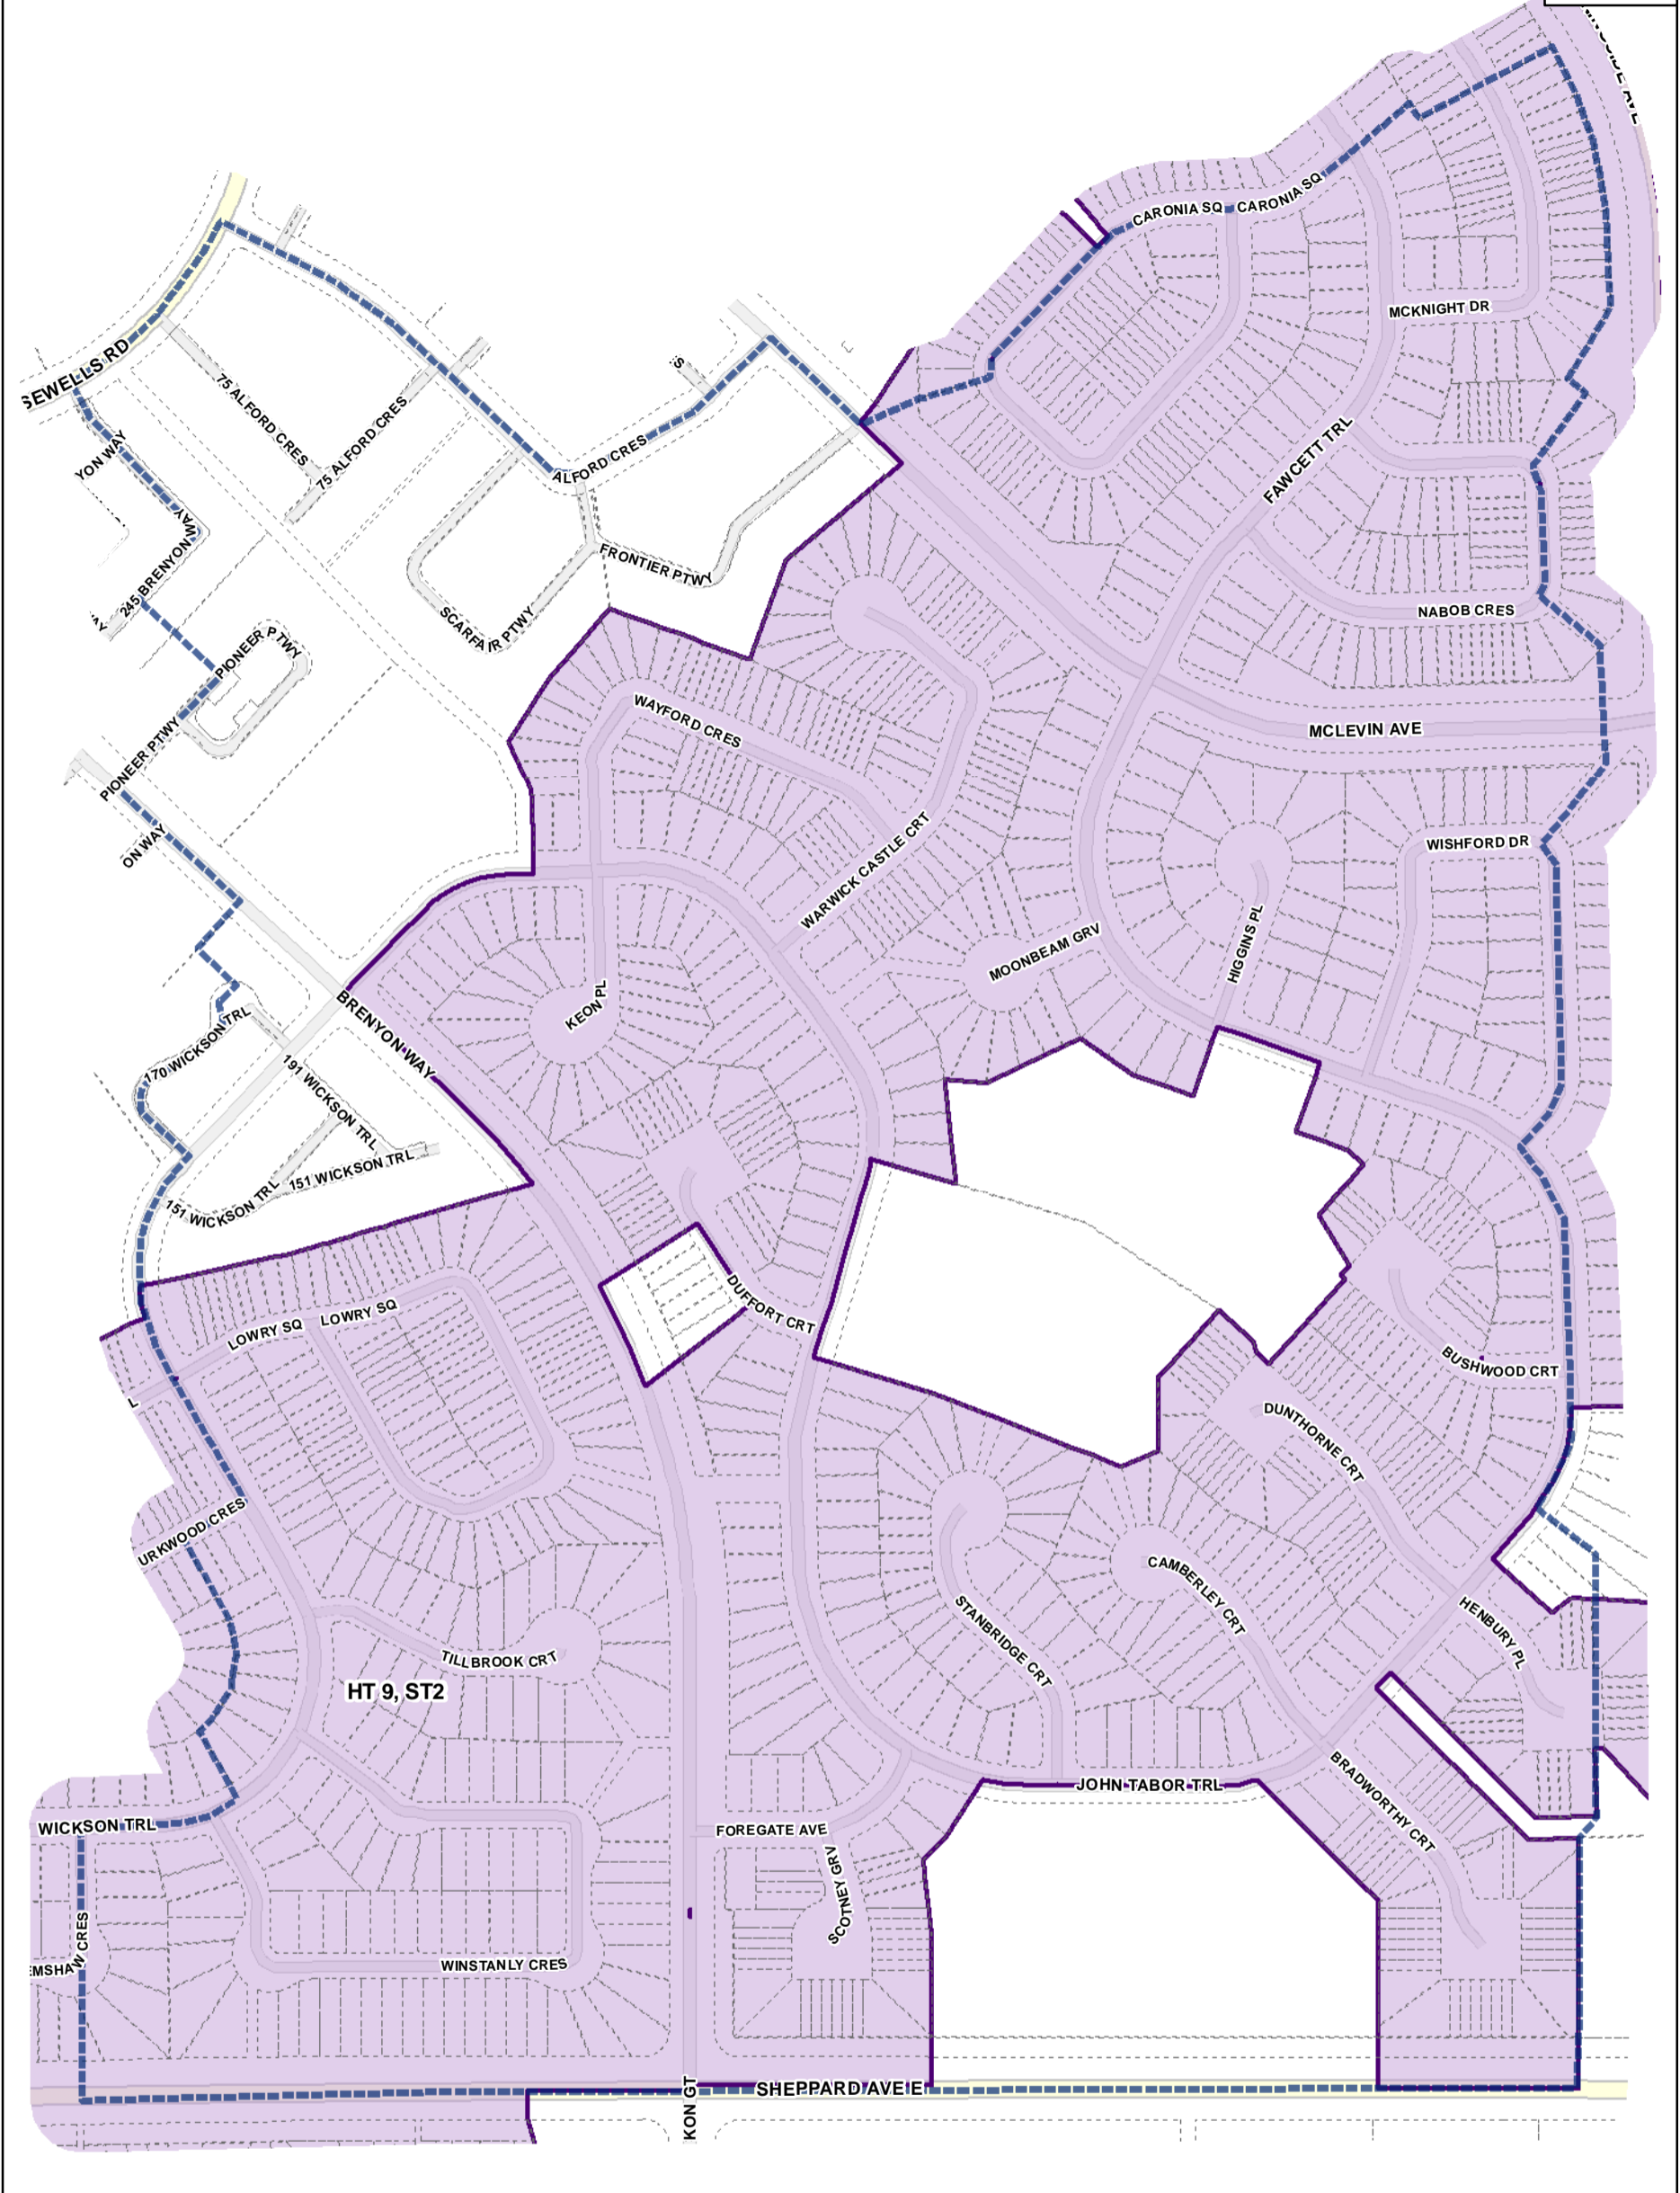 CARONIA SQ
CARONIA SQ
MCKNIGHT DR
SEWELLS RD
75 ALFORD CRES
75 ALFORD CRES
ALFORD CRES
YON WAY
WAY
245 BRENYON
FAWCETT TRL
FRONTIER PTWY
SCARFAIR PTWY
NABOB CRES
PIONEER PTWY
PIONEER PTWY
WAYFORD CRES
MCLEVIN AVE
ON WAY
WARWICK CASTLE CRT
WISHFORD DR
MOONBEAM GRV
HIGGINS PL
KEON PL
BRENYON WAY
170 WICKSON TRL
191 WICKSON TRL
151 WICKSON TRL
151 WICKSON TRL
DUFFORT CRT
LOWRY SQ
LOWRY SQ
L
BUSHWOOD CRT
DUNTHORNE CRT
URKWOOD CRES
CAMBERLEY CRT
STANBRIDGE CRT
HENBURY PL
TILLBROOK CRT
HT 9, ST2
JOHN TABOR TRL
BRADWORTHY CRT
WICKSON TRL
FOREGATE AVE
SCOTNEY GRV
EMSHAW CRES
WINSTANLY CRES
SHEPPARD AVE E
KON GT